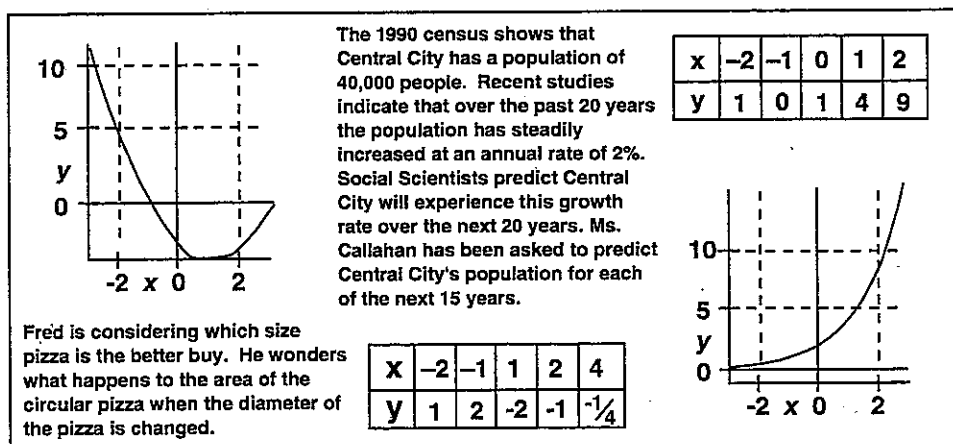 10
5
y
0
-2 x 0 2
The 1990 census shows that
Central City has a population of
40,000 people. Recent studies
indicate that over the past 20 years
the population has steadily
increased at an annual rate of 2%.
Social Scientists predict Central
City will experience this growth
rate over the next 20 years. Ms.
Callahan has been asked to predict
Central City's population for each
of the next 15 years.
x -2 -1 0 1 2
y 1 0 1 4 9
Fred is considering which size
pizza is the better buy. He wonders
what happens to the area of the
circular pizza when the diameter of
the pizza is changed.
x -2 -1 1 2 4
y 1 2 -2 -1 -1/4
10
5
y
0
-2 x 0 2